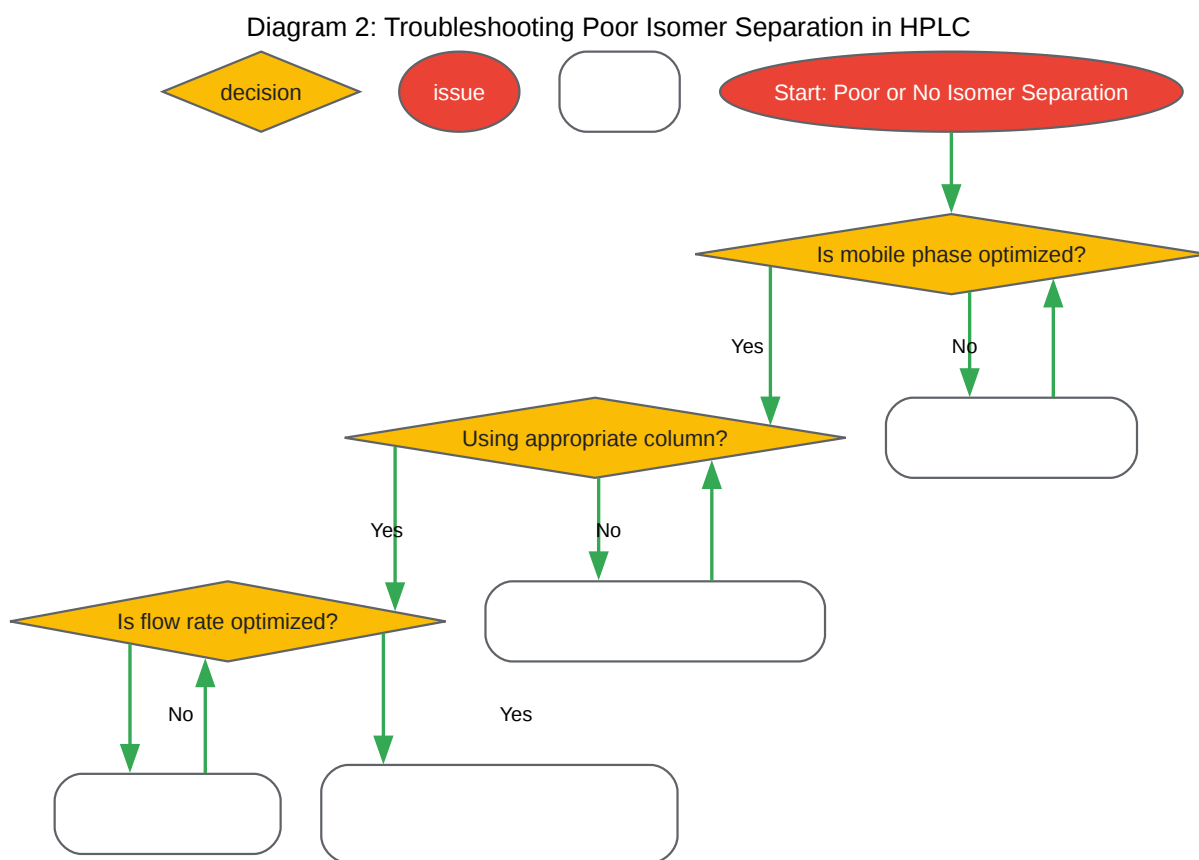 Diagram 2: Troubleshooting Poor Isomer Separation in HPLC
decision
issue
Start: Poor or No Isomer Separation
Is mobile phase optimized?
Yes
No
Using appropriate column?
Yes
No
Is flow rate optimized?
No
Yes